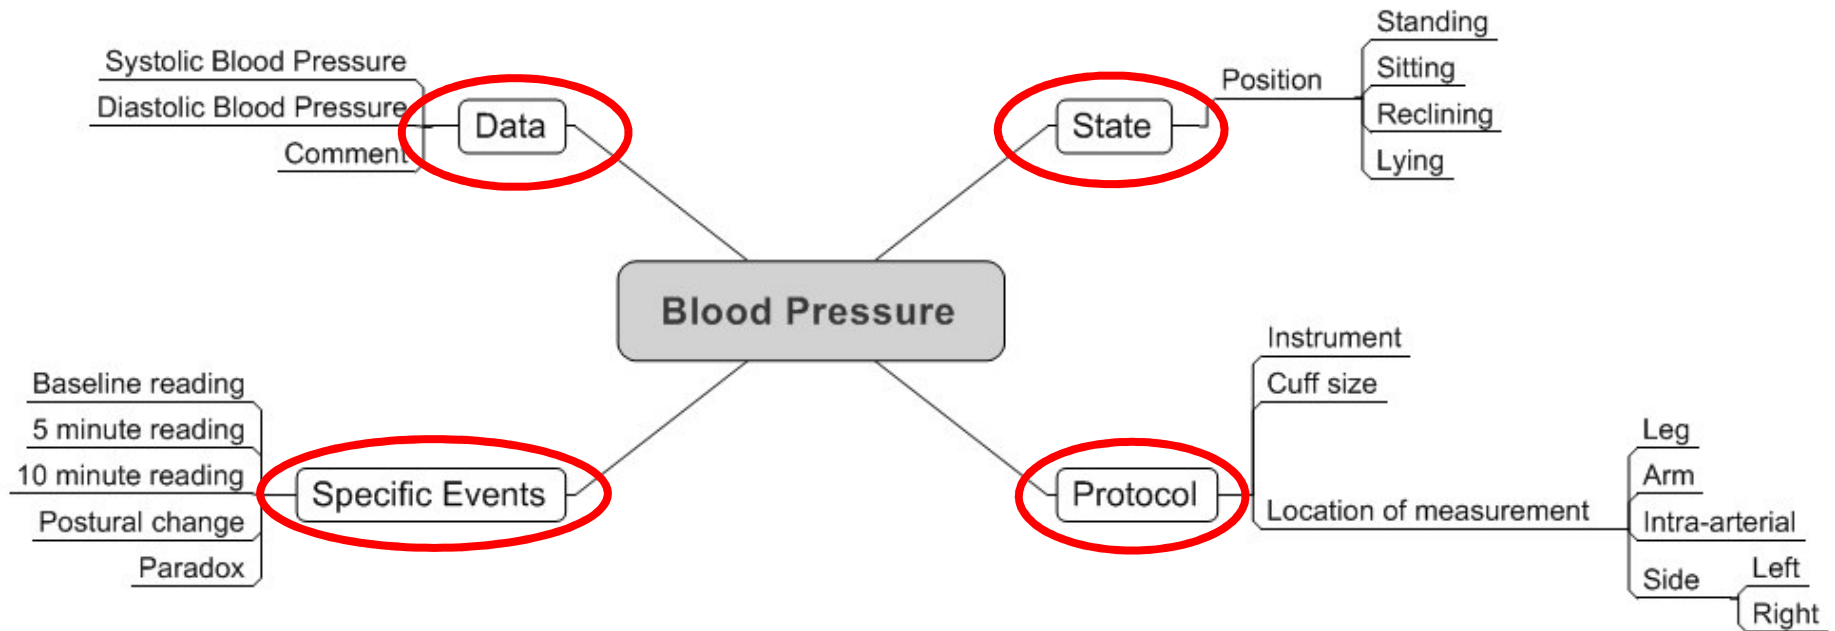 Systolic Blood Pressure
Diastolic Blood Pressure
Comment
Data
State
Position
Standing
Sitting
Reclining
Lying
Blood Pressure
Baseline reading
5 minute reading
10 minute reading
Postural change
Paradox
Specific Events
Protocol
Instrument
Cuff size
Location of measurement
Leg
Arm
Intra-arterial
Side
Left
Right